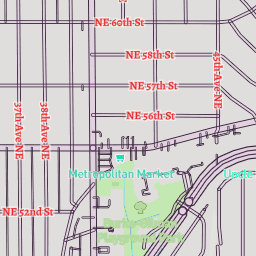 NE 60th St
NE 58th St
45th Ave NE
NE 57th St
37th Ave NE
38th Ave NE
NE 56th St
Metropolitan Market
NE 52nd St
Playground